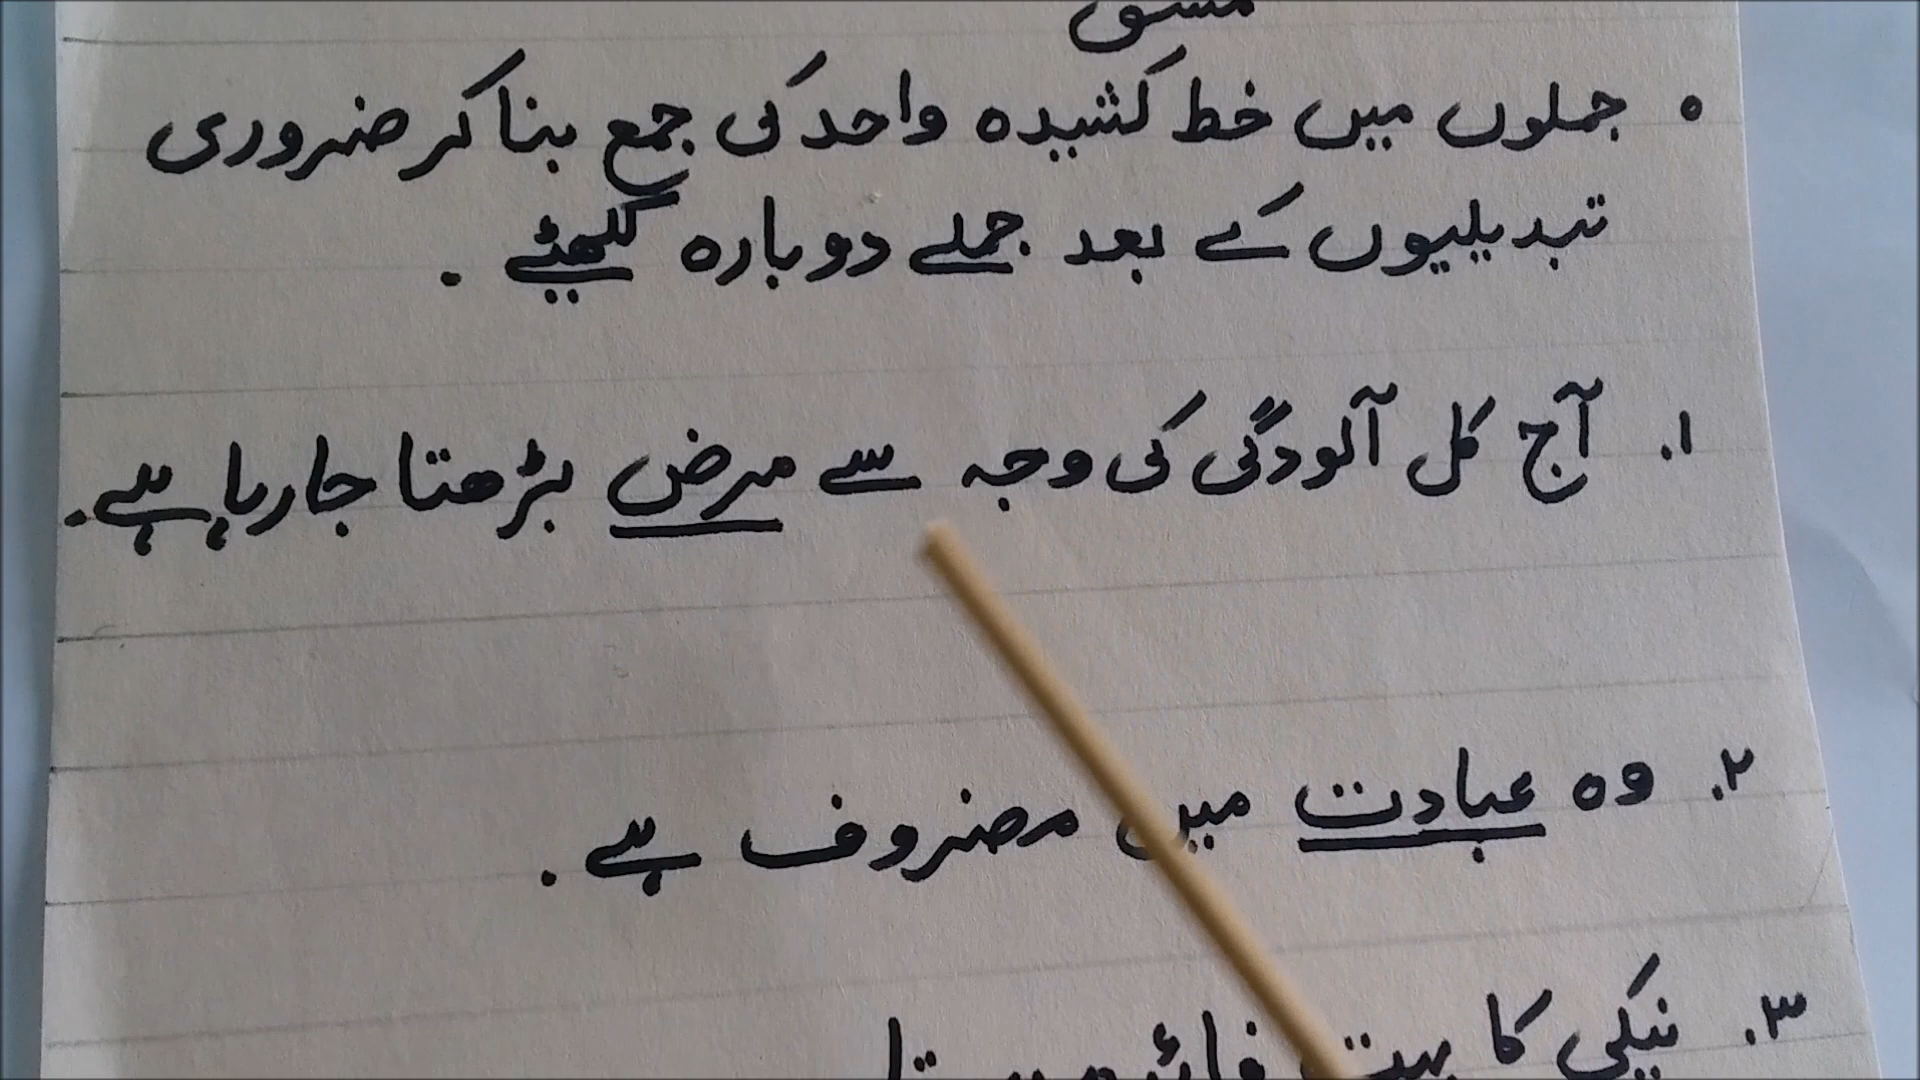 مشق
○ جملوں میں خط کشیدہ واحد کی جمع بنا کر ضروری
تبدیلیوں کے بعد جملے دوبارہ لکھئے .
۱. آج کل آلودگی کی وجہ سے مرض بڑھتا جا رہا ہے.
۲. وہ عبادت میں مصروف ہے .
۳. نیکی کا بہت